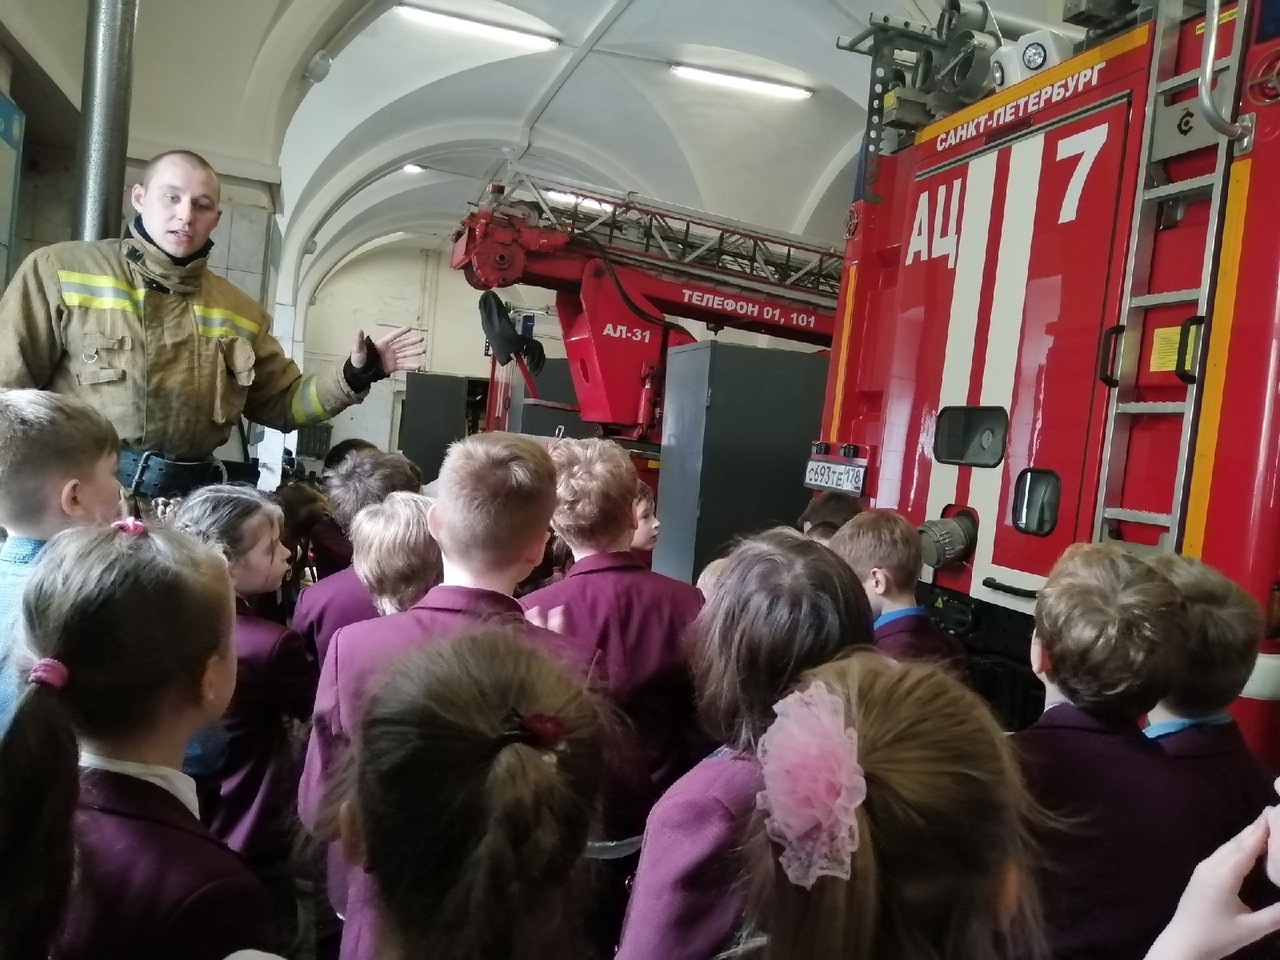 САНКТ-ПЕТЕРБУРГ
АЦ 7
ТЕЛЕФОН 01, 101
АЛ-31
С693ТЕ 178